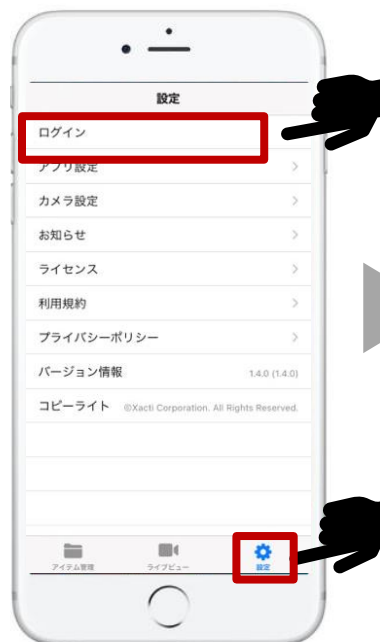 設定
ログイン
アプリ設定
カメラ設定
お知らせ
ライセンス
利用規約
プライバシーポリシー
バージョン情報 1.4.0 (1.4.0)
コピーライト ©Xacti Corporation. All Rights Reserved.
アイテム管理 ライブビュー 設定